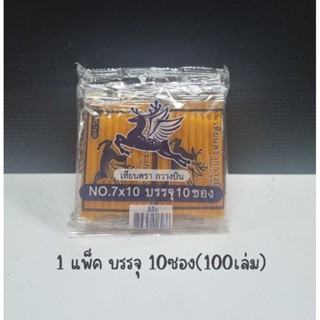 เทียนตรา กวางบิน
NO.7x10 บรรจุ10ซอง
1 แพ็ค บรรจุ 10ซอง(100เล่ม)